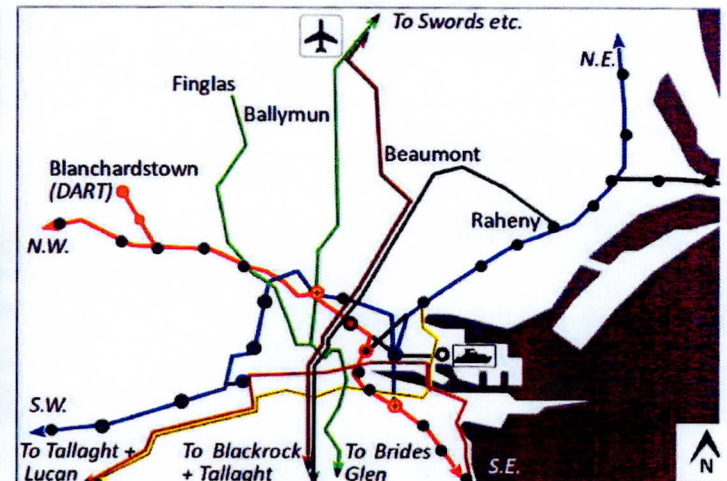 To Swords etc.
N.E.
Finglas
Ballymun
Beaumont
Blanchardstown
(DART)
Raheny
N.W.
S.W.
To Tallaght +
Lucan
To Blackrock
+ Tallaght
To Brides
Glen
S.E.
N